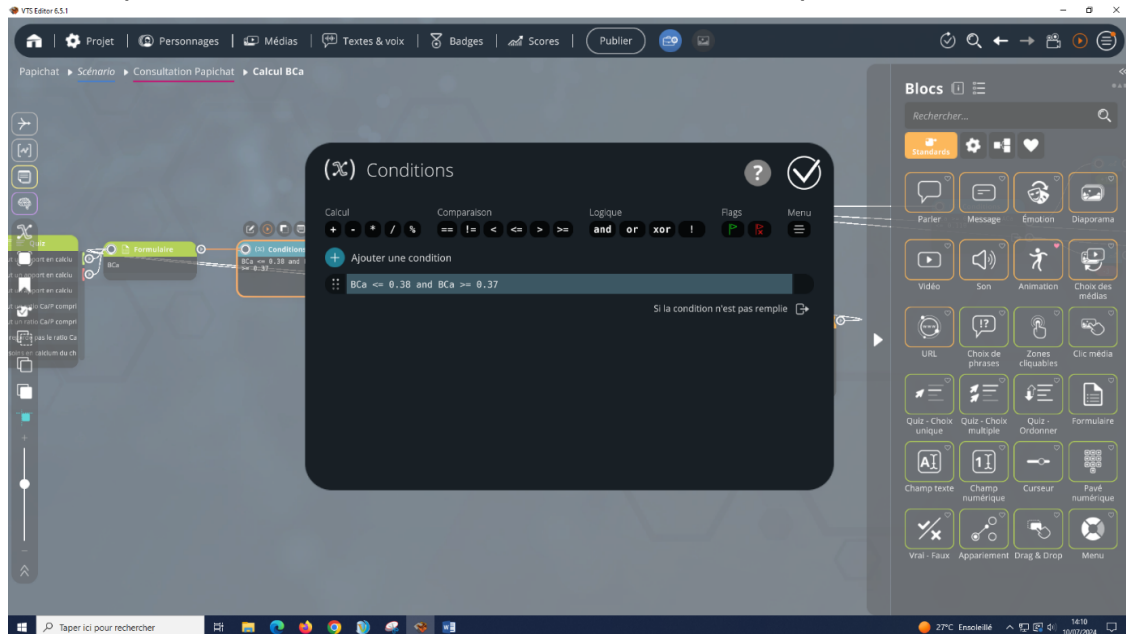 VTS Editor 6.5.1
Projet Personnages Médias Textes & voix Badges Scores Publier
Papichat Scénario Consultation Papichat Calcul BCa
Blocs
Rechercher...
Standards
Parler Message Émotion Diaporama
Vidéo Son Animation Choix des médias
URL Choix de phrases Zones cliquables Clic média
Quiz - Choix unique Quiz - Choix multiple Quiz - Ordonner Formulaire
Champ texte Champ numérique Curseur Pavé numérique
Vrai - Faux Appariement Drag & Drop Menu
Quiz
Formulaire
BCa
(x) Conditions
BCa <= 0.38 and
>= 0.37
(x) Conditions ?
Calcul Comparaison Logique Flags Menu
+ - * / % == != < <= > >= and or xor !
+ Ajouter une condition
BCa <= 0.38 and BCa >= 0.37
Si la condition n'est pas remplie
Taper ici pour rechercher
27°C Ensoleillé
14:10
10/07/2024